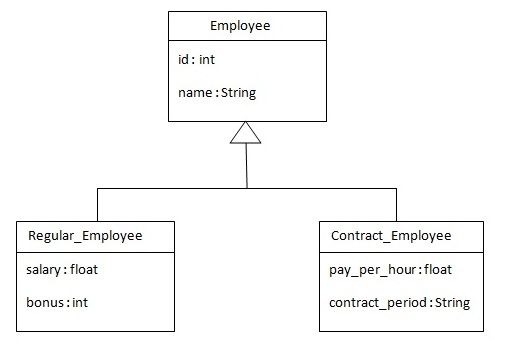 Employee
id : int
name : String
Regular_Employee
salary : float
bonus : int
Contract_Employee
pay_per_hour : float
contract_period : String